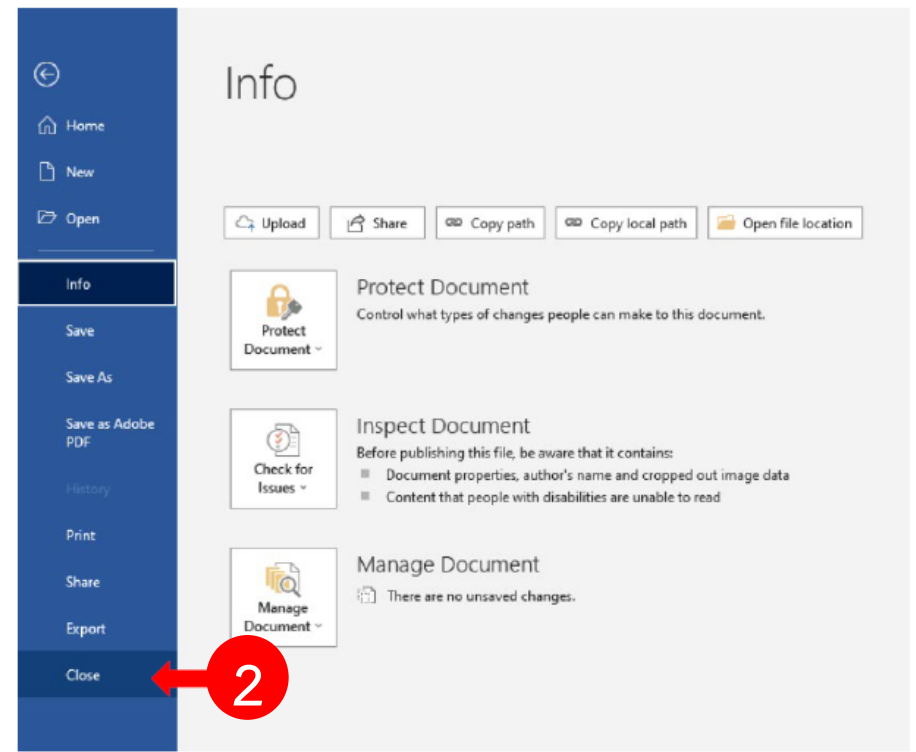 Info
Home
New
Open
Info
Save
Save As
Save as Adobe
PDF
History
Print
Share
Export
Close
Upload
Share
Copy path
Copy local path
Open file location
Protect
Document
Protect Document
Control what types of changes people can make to this document.
Check for
Issues
Inspect Document
Before publishing this file, be aware that it contains:
Document properties, author's name and cropped out image data
Content that people with disabilities are unable to read
Manage
Document
Manage Document
There are no unsaved changes.
2